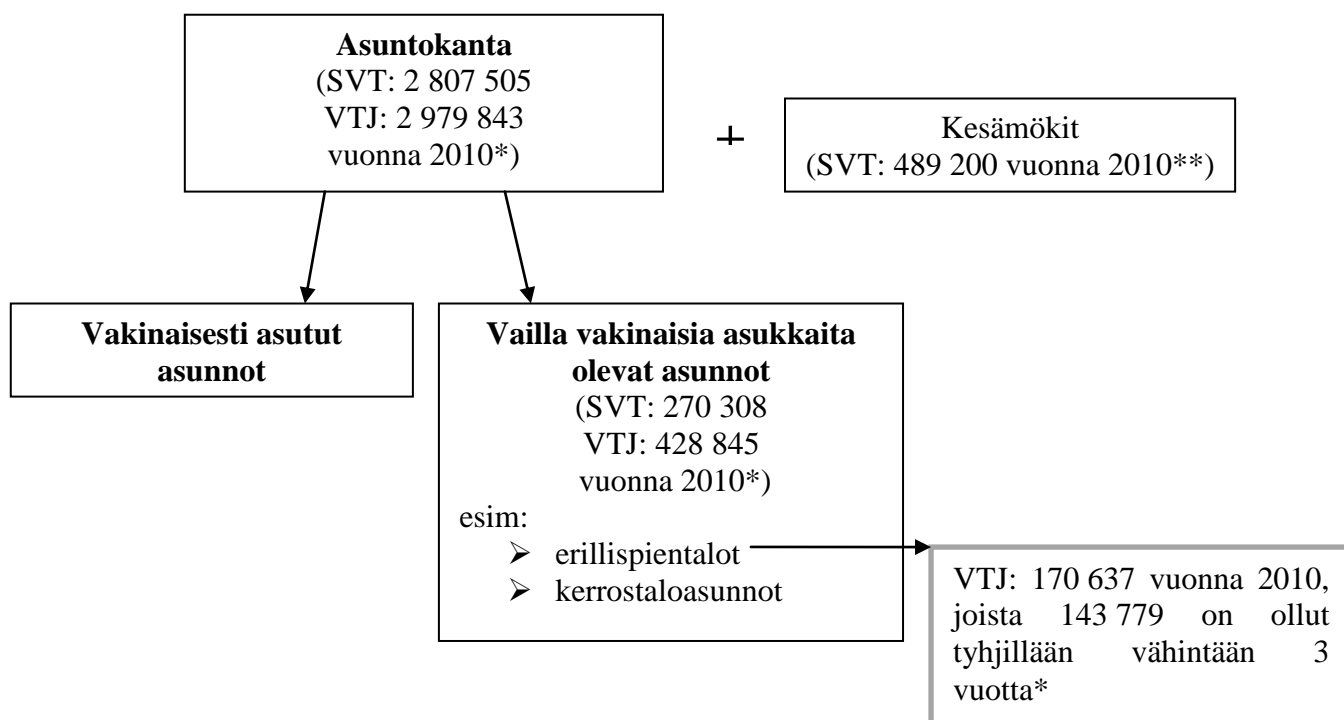 Asuntokanta
(SVT: 2 807 505
VTJ: 2 979 843
vuonna 2010*)
+
Kesämökit
(SVT: 489 200 vuonna 2010**)
Vakinaisesti asutut
asunnot
Vailla vakinaisia asukkaita
olevat asunnot
(SVT: 270 308
VTJ: 428 845
vuonna 2010*)
esim:
➢ erillispientalot
➢ kerrostaloasunnot
VTJ: 170 637 vuonna 2010,
joista 143 779 on ollut
tyhjillään vähintään 3
vuotta*